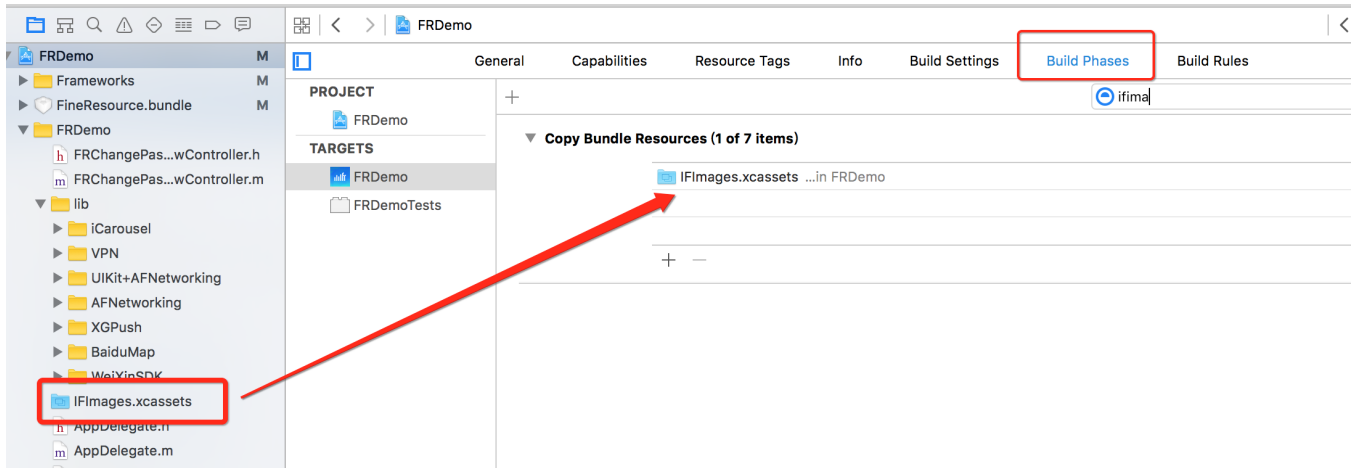 FRDemo
FRDemo M
General Capabilities Resource Tags Info Build Settings Build Phases Build Rules
Frameworks M
FineResource.bundle M
FRDemo
FRChangePas...wController.h
FRChangePas...wController.m
lib
iCarousel
VPN
UIKit+AFNetworking
AFNetworking
XGPush
BaiduMap
WeiXinSDK
IFImages.xcassets
AppDelegate.h
AppDelegate.m
PROJECT
FRDemo
TARGETS
FRDemo
FRDemoTests
ifima
Copy Bundle Resources (1 of 7 items)
IFImages.xcassets ...in FRDemo